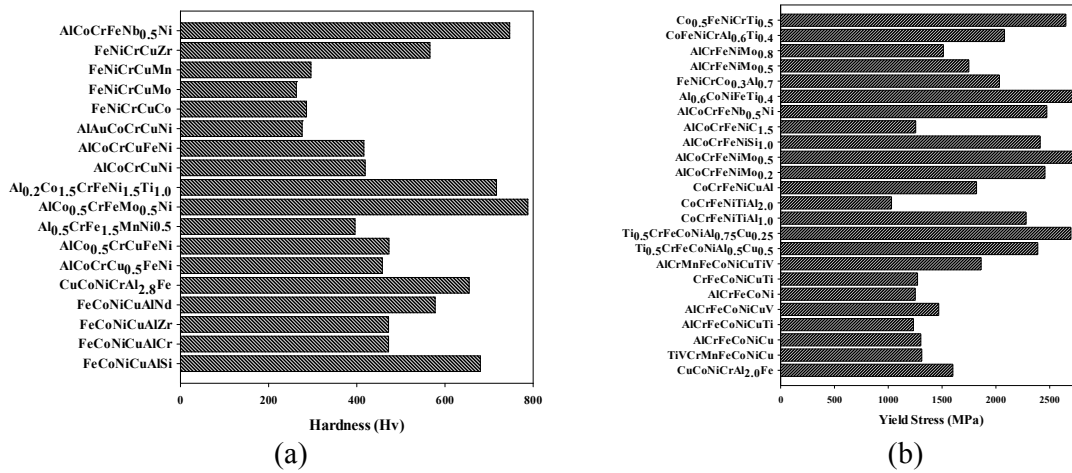 AlCoCrFeNb0.5Ni
FeNiCrCuZr
FeNiCrCuMn
FeNiCrCuMo
FeNiCrCuCo
AlAuCoCrCuNi
AlCoCrCuFeNi
AlCoCrCuNi
Al0.2Co1.5CrFeNi1.5Ti1.0
AlCo0.5CrFeMo0.5Ni
Al0.5CrFe1.5MnNi0.5
AlCo0.5CrCuFeNi
AlCoCrCu0.5FeNi
CuCoNiCrAl2.8Fe
FeCoNiCuAlNd
FeCoNiCuAlZr
FeCoNiCuAlCr
FeCoNiCuAlSi
0 200 400 600 800
Hardness (Hv)
(a)
Co0.5FeNiCrTi0.5
CoFeNiCrAl0.6Ti0.4
AlCrFeNiMo0.8
AlCrFeNiMo0.5
FeNiCrCo0.3Al0.7
Al0.6CoNiFeTi0.4
AlCoCrFeNb0.5Ni
AlCoCrFeNiC1.5
AlCoCrFeNiSi1.0
AlCoCrFeNiMo0.5
AlCoCrFeNiMo0.2
CoCrFeNiCuAl
CoCrFeNiTiAl2.0
CoCrFeNiTiAl1.0
Ti0.5CrFeCoNiAl0.75Cu0.25
Ti0.5CrFeCoNiAl0.5Cu0.5
AlCrMnFeCoNiCuTiV
CrFeCoNiCuTi
AlCrFeCoNi
AlCrFeCoNiCuV
AlCrFeCoNiCuTi
AlCrFeCoNiCu
TiVCrMnFeCoNiCu
CuCoNiCrAl2.0Fe
0 500 1000 1500 2000 2500
Yield Stress (MPa)
(b)